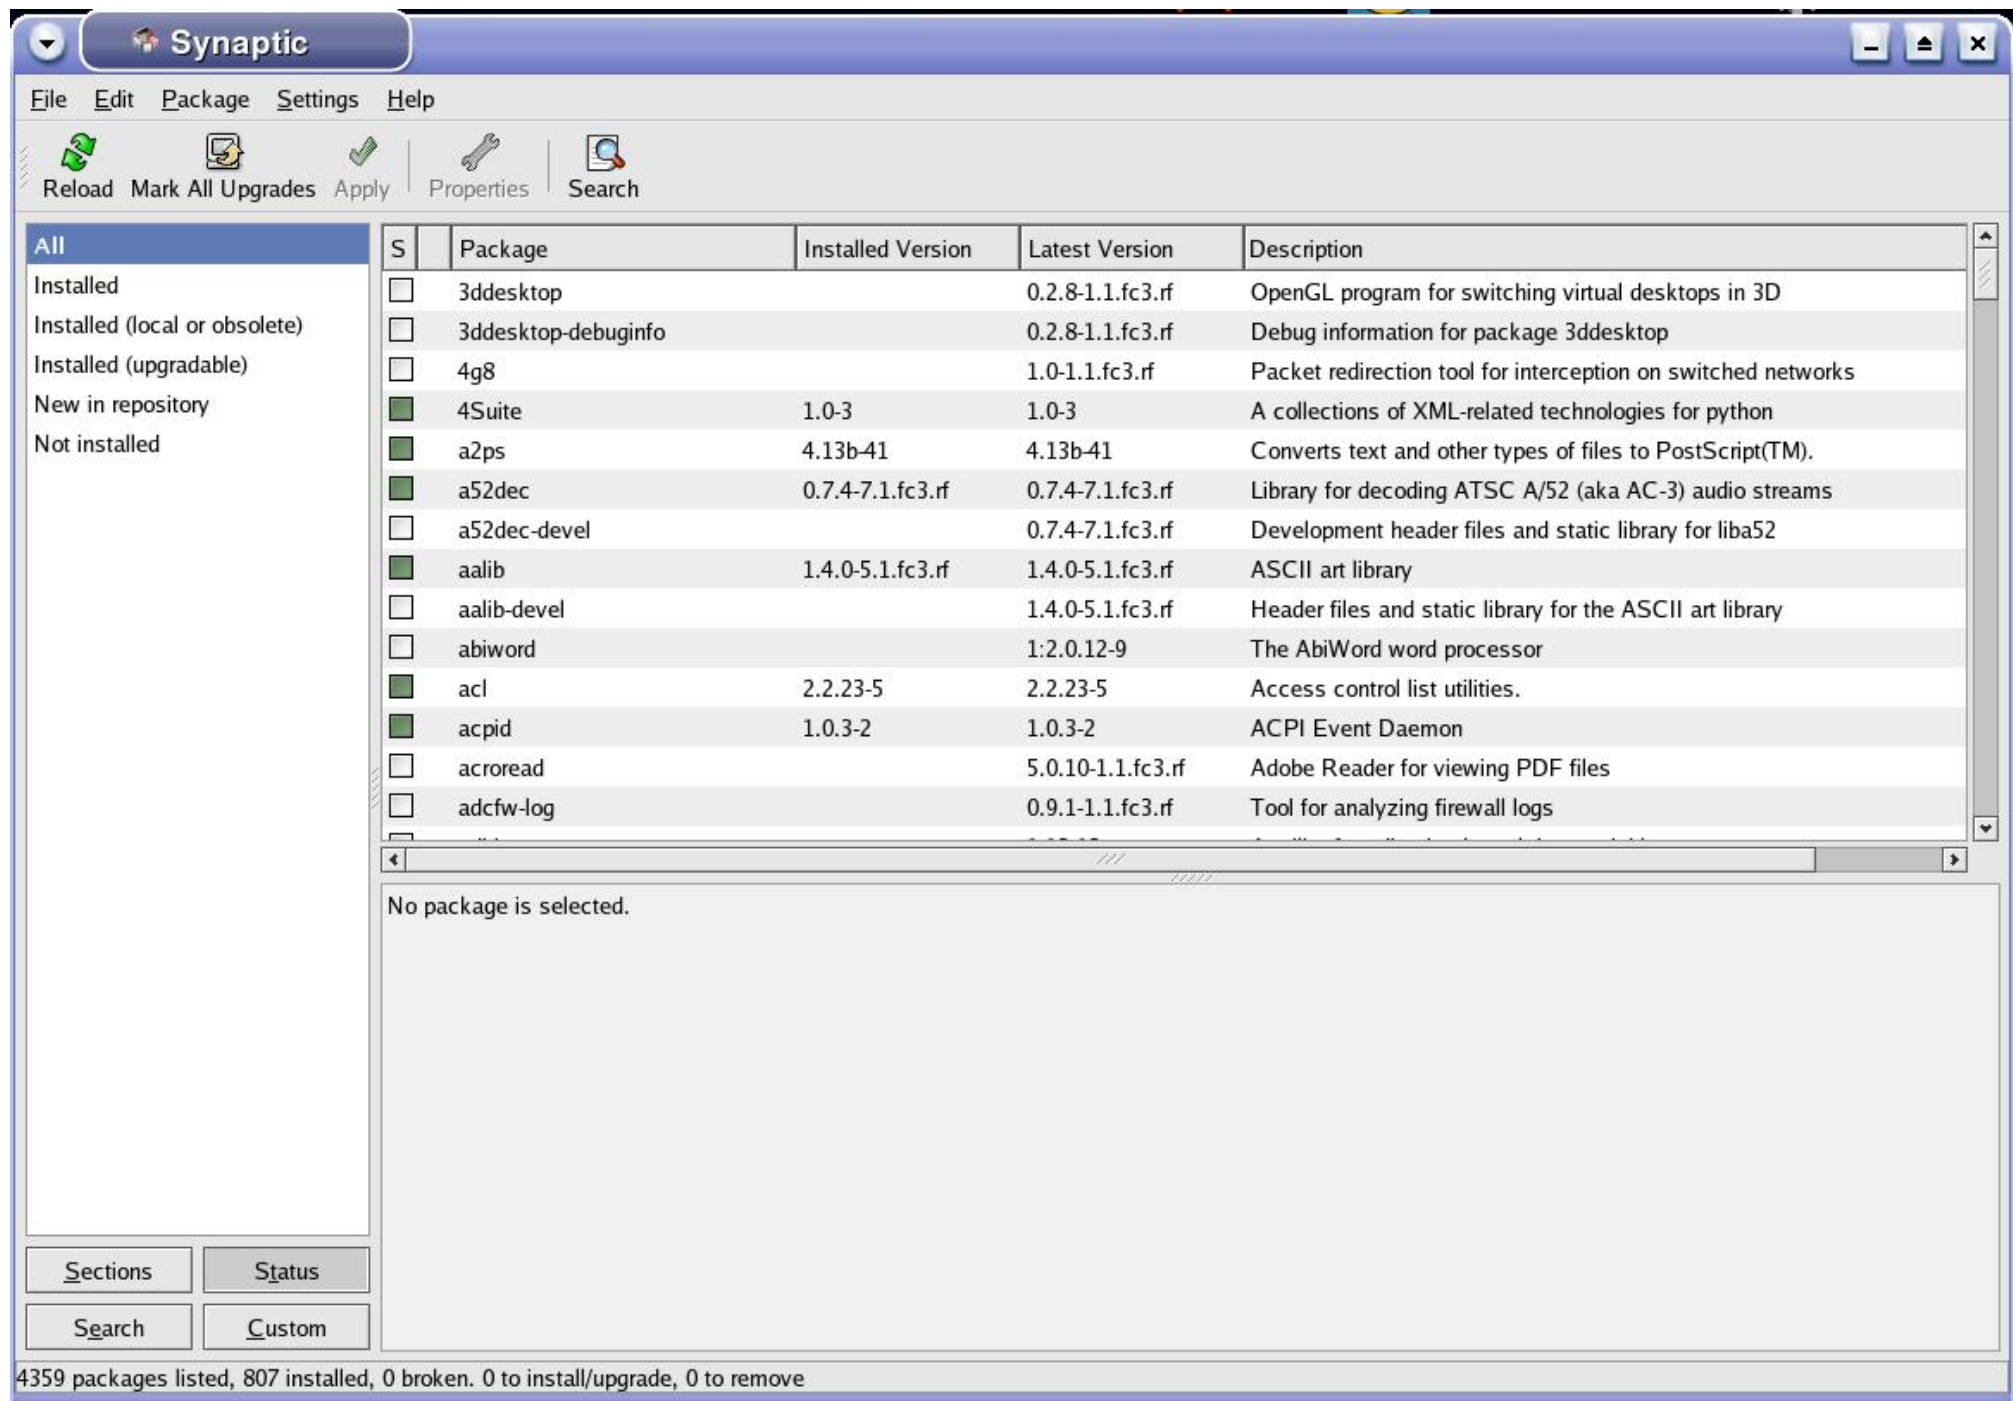 Synaptic
File Edit Package Settings Help
Reload Mark All Upgrades Apply Properties Search
All
Installed
Installed (local or obsolete)
Installed (upgradable)
New in repository
Not installed
S Package Installed Version Latest Version Description
3ddesktop 0.2.8-1.1.fc3.rf OpenGL program for switching virtual desktops in 3D
3ddesktop-debuginfo 0.2.8-1.1.fc3.rf Debug information for package 3ddesktop
4g8 1.0-1.1.fc3.rf Packet redirection tool for interception on switched networks
4Suite 1.0-3 1.0-3 A collections of XML-related technologies for python
a2ps 4.13b-41 4.13b-41 Converts text and other types of files to PostScript(TM).
a52dec 0.7.4-7.1.fc3.rf 0.7.4-7.1.fc3.rf Library for decoding ATSC A/52 (aka AC-3) audio streams
a52dec-devel 0.7.4-7.1.fc3.rf Development header files and static library for liba52
aalib 1.4.0-5.1.fc3.rf 1.4.0-5.1.fc3.rf ASCII art library
aalib-devel 1.4.0-5.1.fc3.rf Header files and static library for the ASCII art library
abiword 1:2.0.12-9 The AbiWord word processor
acl 2.2.23-5 2.2.23-5 Access control list utilities.
acpid 1.0.3-2 1.0.3-2 ACPI Event Daemon
acroread 5.0.10-1.1.fc3.rf Adobe Reader for viewing PDF files
adcfw-log 0.9.1-1.1.fc3.rf Tool for analyzing firewall logs
No package is selected.
Sections Status
Search Custom
4359 packages listed, 807 installed, 0 broken. 0 to install/upgrade, 0 to remove